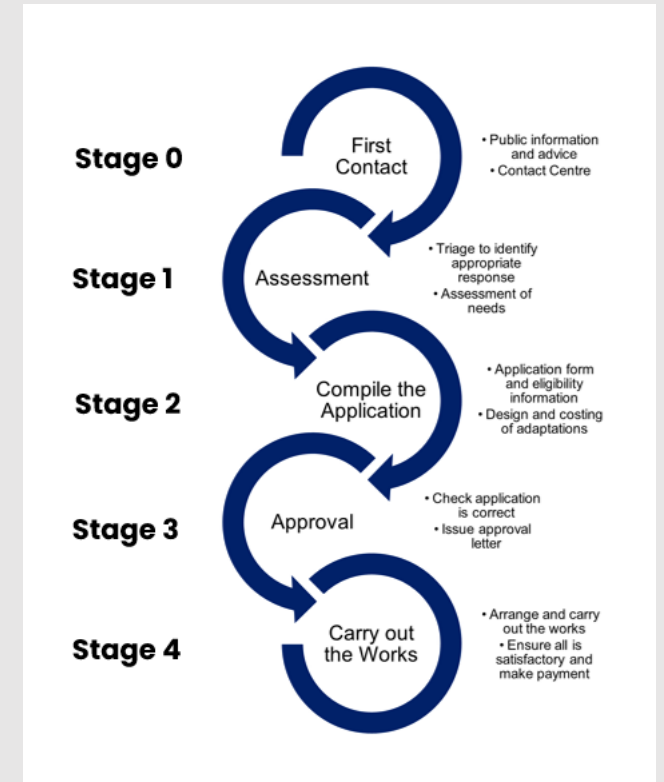 Stage 0
First
Contact
• Public information
and advice
• Contact Centre
Stage 1
Assessment
• Triage to identify
appropriate
response
• Assessment of
needs
Stage 2
Compile the
Application
• Application form
and eligibility
information
• Design and costing
of adaptations
Stage 3
Approval
• Check application
is correct
• Issue approval
letter
Stage 4
Carry out
the Works
• Arrange and carry
out the works
• Ensure all is
satisfactory and
make payment